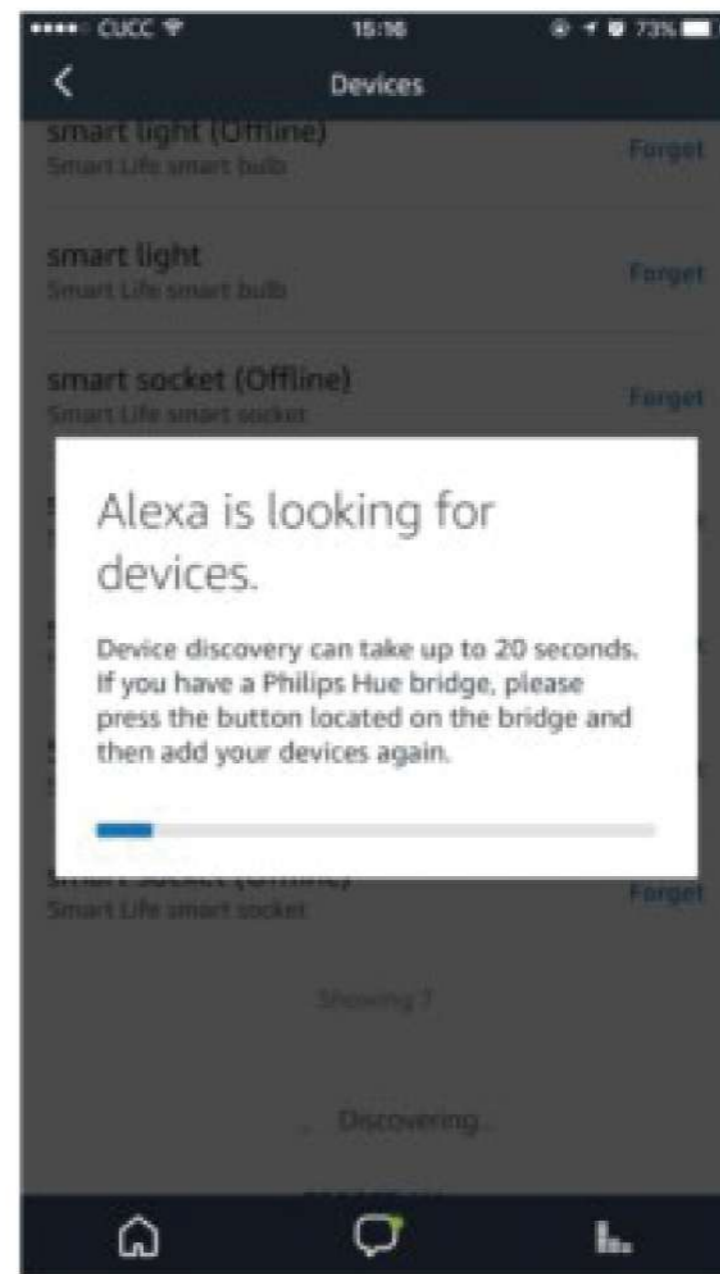 CUCC 15:16 73%
Devices
smart light (Offline)
Smart Life smart bulb
Forget
smart light
Smart Life smart bulb
Forget
smart socket (Offline)
Smart Life smart socket
Forget
Alexa is looking for
devices.
Device discovery can take up to 20 seconds.
If you have a Philips Hue bridge, please
press the button located on the bridge and
then add your devices again.
smart socket (Offline)
Smart Life smart socket
Forget
Showing 7
Discovering..